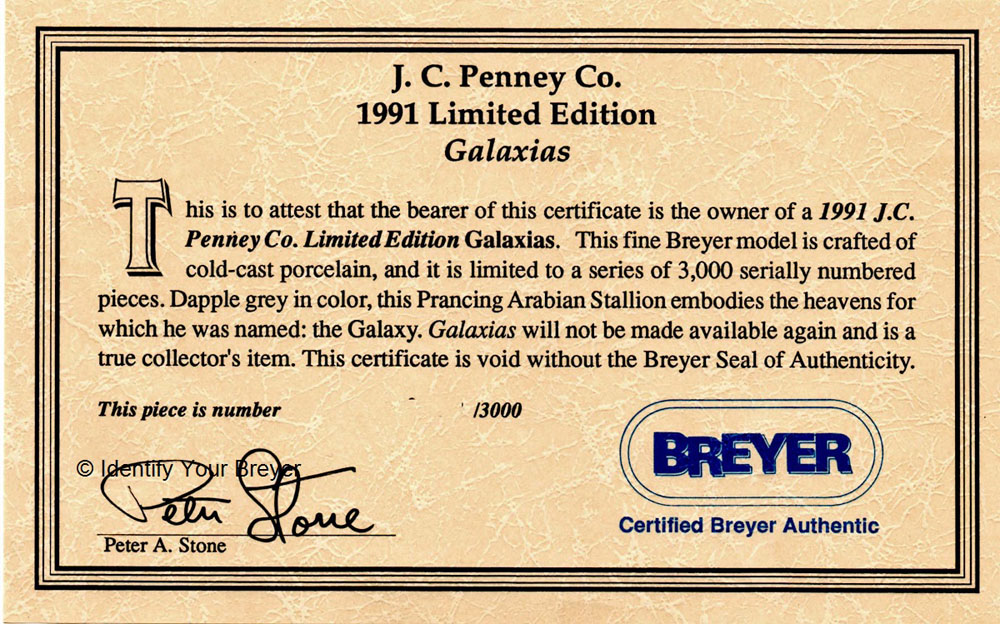 J. C. Penney Co.
1991 Limited Edition
Galaxias
This is to attest that the bearer of this certificate is the owner of a 1991 J.C.
Penney Co. Limited Edition Galaxias. This fine Breyer model is crafted of
cold-cast porcelain, and it is limited to a series of 3,000 serially numbered
pieces. Dapple grey in color, this Prancing Arabian Stallion embodies the heavens for
which he was named: the Galaxy. Galaxias will not be made available again and is a
true collector's item. This certificate is void without the Breyer Seal of Authenticity.
This piece is number /3000
BREYER
© Identify Your Breyer
Peter Stone
Certified Breyer Authentic
Peter A. Stone